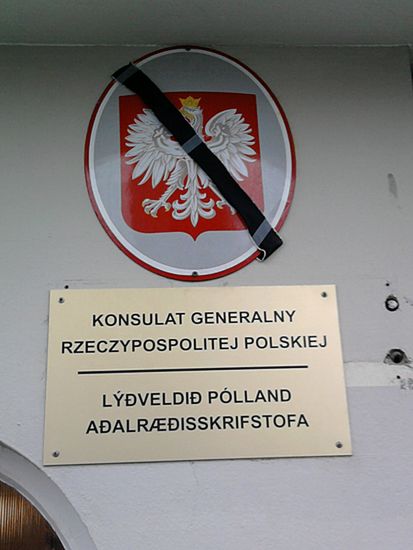 KONSULAT GENERALNY
RZECZYPOSPOLITEJ POLSKIEJ
LÝÐVELDIÐ PÓLLAND
AÐALRÆÐISSKRIFSTOFA